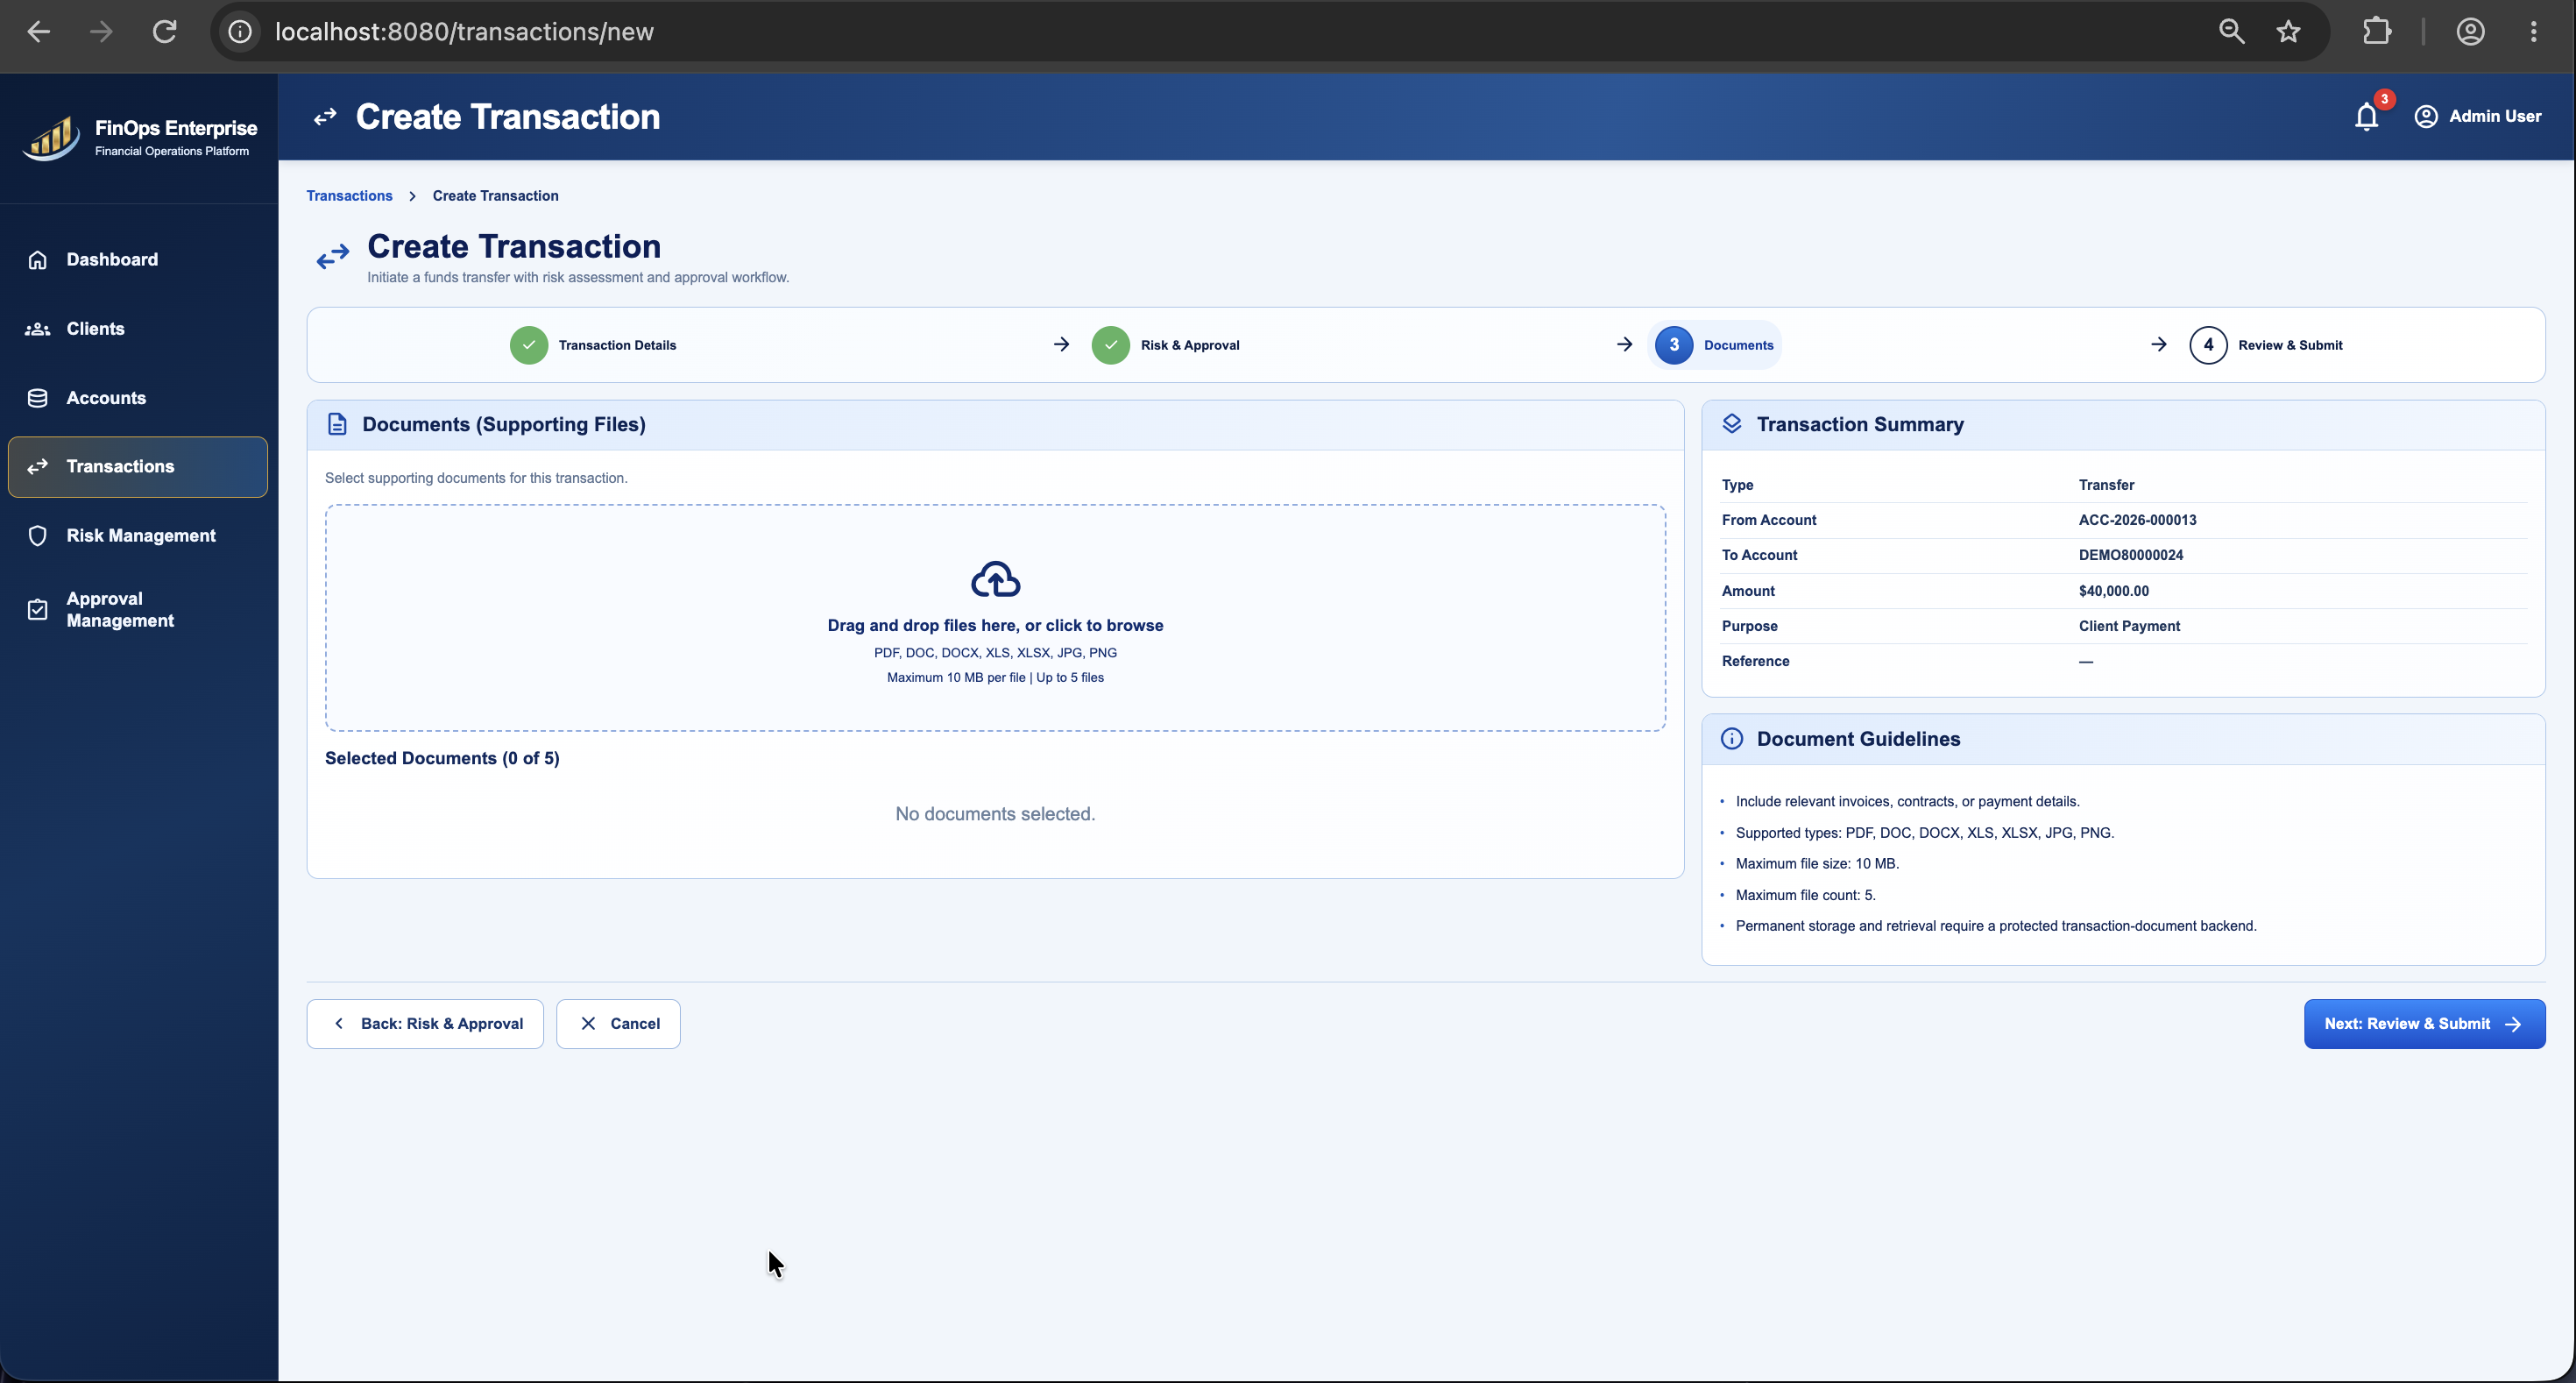 localhost:8080/transactions/new
FinOps Enterprise
Financial Operations Platform
Dashboard
Clients
Accounts
Transactions
Risk Management
Approval
Management
Create Transaction
3
Admin User
Transactions > Create Transaction
Create Transaction
Initiate a funds transfer with risk assessment and approval workflow.
Transaction Details
Risk & Approval
3 Documents
4 Review & Submit
Documents (Supporting Files)
Select supporting documents for this transaction.
Drag and drop files here, or click to browse
PDF, DOC, DOCX, XLS, XLSX, JPG, PNG
Maximum 10 MB per file | Up to 5 files
Selected Documents (0 of 5)
No documents selected.
Transaction Summary
Type Transfer
From Account ACC-2026-000013
To Account DEMO80000024
Amount $40,000.00
Purpose Client Payment
Reference —
Document Guidelines
• Include relevant invoices, contracts, or payment details.
• Supported types: PDF, DOC, DOCX, XLS, XLSX, JPG, PNG.
• Maximum file size: 10 MB.
• Maximum file count: 5.
• Permanent storage and retrieval require a protected transaction-document backend.
Back: Risk & Approval
Cancel
Next: Review & Submit